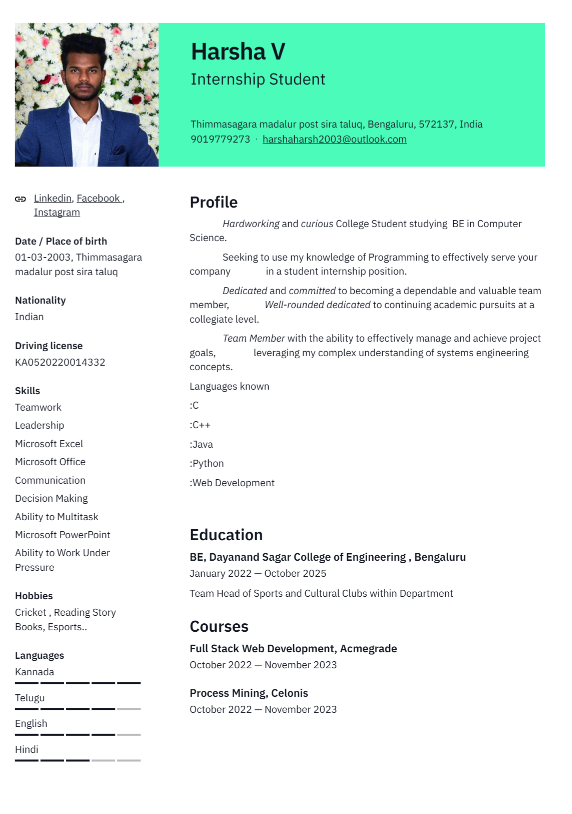 Harsha V
Internship Student
Thimmasagara madalur post sira taluq, Bengaluru, 572137, India
9019779273 · harshaharsh2003@outlook.com
Linkedin, Facebook ,
Instagram
Date / Place of birth
01-03-2003, Thimmasagara
madalur post sira taluq
Nationality
Indian
Driving license
KA0520220014332
Skills
Teamwork
Leadership
Microsoft Excel
Microsoft Office
Communication
Decision Making
Ability to Multitask
Microsoft PowerPoint
Ability to Work Under
Pressure
Hobbies
Cricket , Reading Story
Books, Esports..
Languages
Kannada
Telugu
English
Hindi
Profile
Hardworking and curious College Student studying  BE in Computer
Science.
Seeking to use my knowledge of Programming to effectively serve your
company in a student internship position.
Dedicated and committed to becoming a dependable and valuable team
member, Well-rounded dedicated to continuing academic pursuits at a
collegiate level.
Team Member with the ability to effectively manage and achieve project
goals, leveraging my complex understanding of systems engineering
concepts.
Languages known
:C
:C++
:Java
:Python
:Web Development
Education
BE, Dayanand Sagar College of Engineering , Bengaluru
January 2022 — October 2025
Team Head of Sports and Cultural Clubs within Department
Courses
Full Stack Web Development, Acmegrade
October 2022 — November 2023
Process Mining, Celonis
October 2022 — November 2023